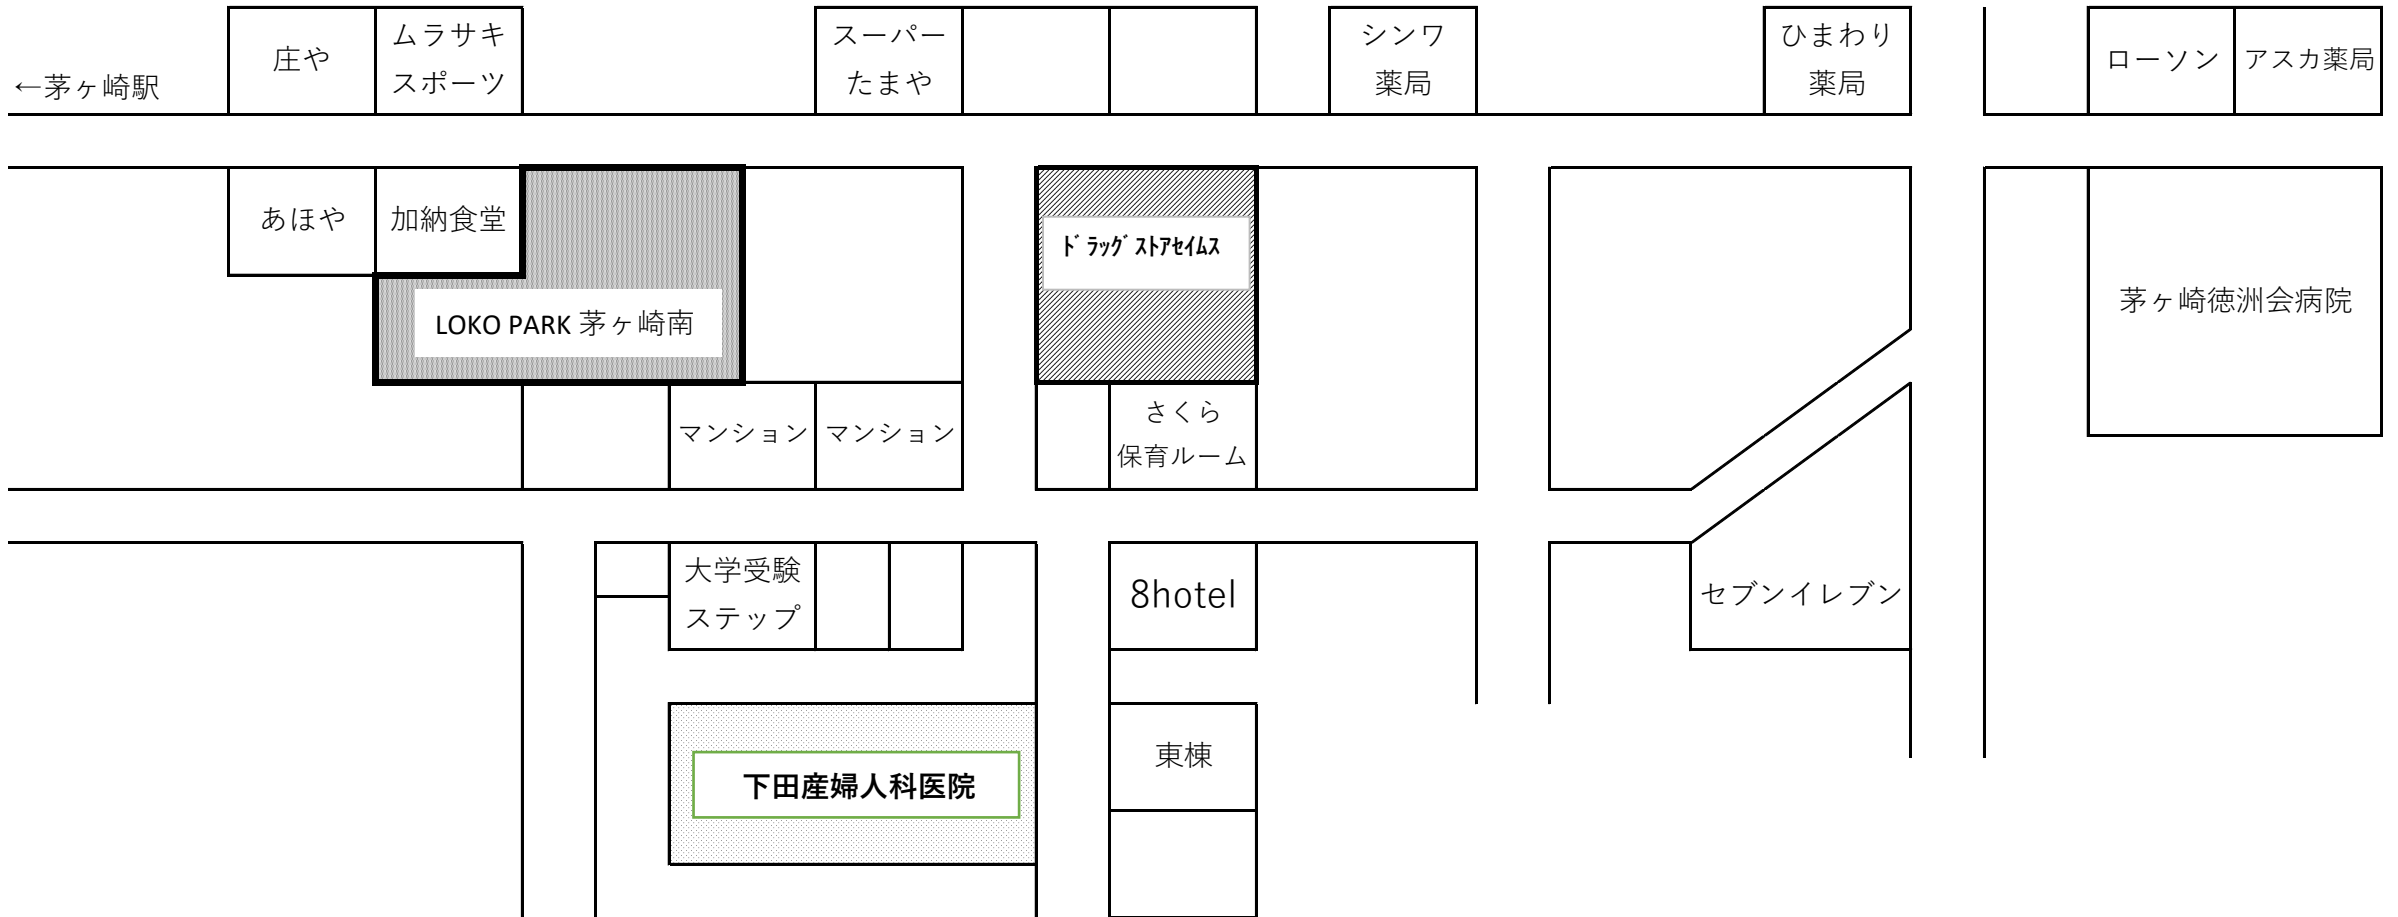 ←茅ヶ崎駅
庄や
ムラサキ
スポーツ
スーパー
たまや
シンワ
薬局
ひまわり
薬局
ローソン
アスカ薬局
あほや
加納食堂
LOKO PARK 茅ヶ崎南
ﾄﾞﾗｯｸﾞｽﾄｱｾｲﾑｽ
茅ヶ崎徳洲会病院
マンション
マンション
さくら
保育ルーム
大学受験
ステップ
8hotel
セブンイレブン
下田産婦人科医院
東棟